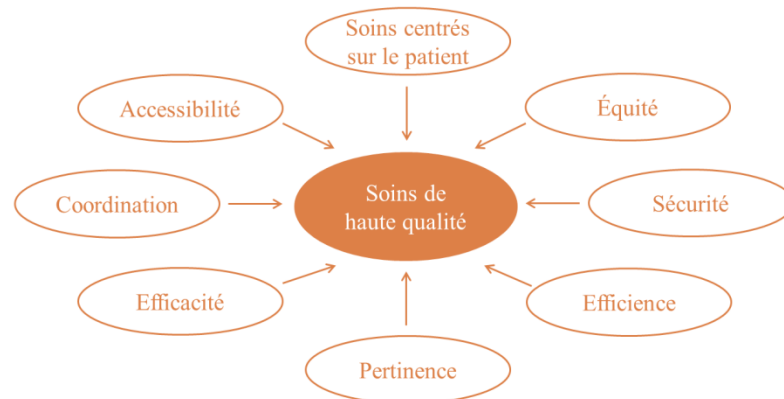 Soins centrés
sur le patient
Accessibilité
Équité
Coordination
Soins de
haute qualité
Sécurité
Efficacité
Efficience
Pertinence